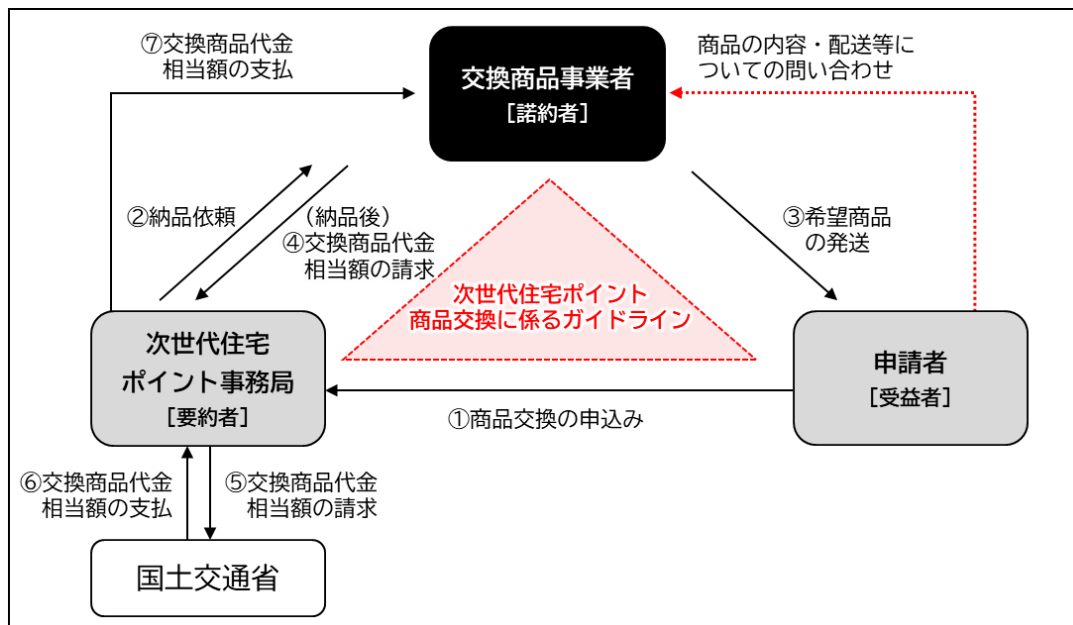 ⑦交換商品代金
相当額の支払
交換商品事業者
[諾約者]
商品の内容・配送等に
ついての問い合わせ
②納品依頼
(納品後)
④交換商品代金
相当額の請求
③希望商品
の発送
次世代住宅ポイント
商品交換に係るガイドライン
次世代住宅
ポイント事務局
[要約者]
申請者
[受益者]
①商品交換の申込み
⑥交換商品代金
相当額の支払
⑤交換商品代金
相当額の請求
国土交通省